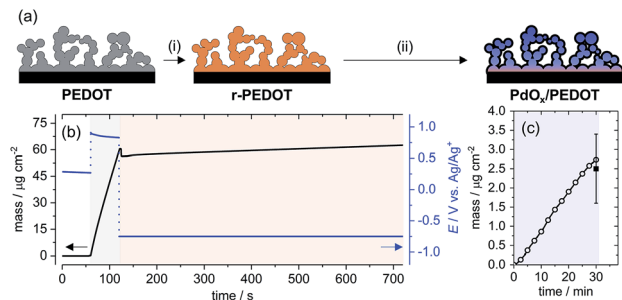 (a)
(i)
(ii)
PEDOT
r-PEDOT
PdOx/PEDOT
(b)
mass / µg cm-2
75
60
45
30
15
0
0 100 200 300 400 500 600 700
time / s
1.0
0.5
0.0
-0.5
-1.0
E / V vs. Ag/Ag+
(c)
mass / µg cm-2
4.0
3.5
3.0
2.5
2.0
1.5
1.0
0.5
0.0
0 10 20 30
time / min